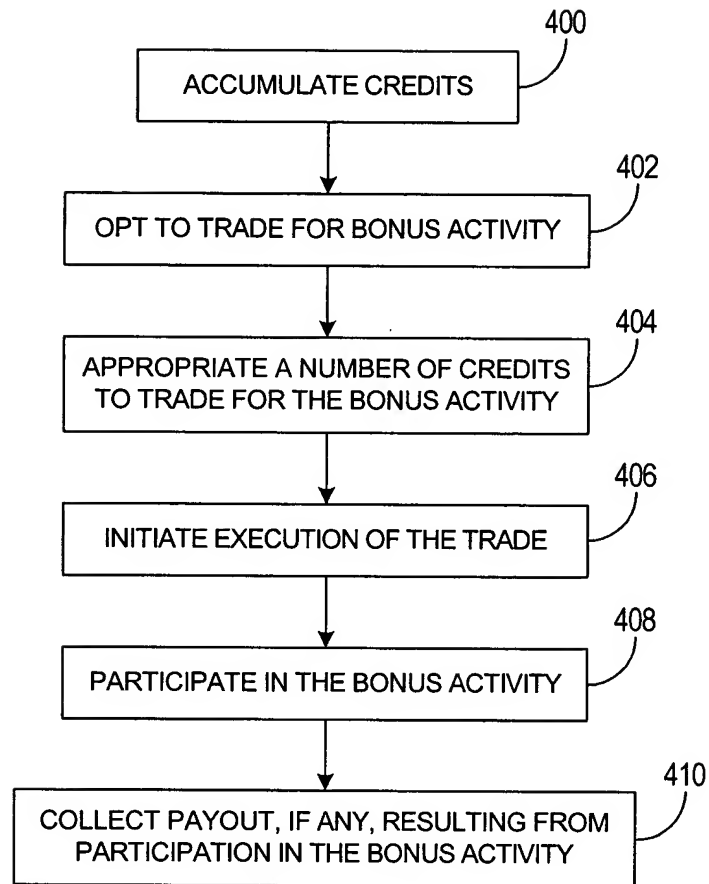 400
ACCUMULATE CREDITS
402
OPT TO TRADE FOR BONUS ACTIVITY
404
APPROPRIATE A NUMBER OF CREDITS
TO TRADE FOR THE BONUS ACTIVITY
406
INITIATE EXECUTION OF THE TRADE
408
PARTICIPATE IN THE BONUS ACTIVITY
410
COLLECT PAYOUT, IF ANY, RESULTING FROM
PARTICIPATION IN THE BONUS ACTIVITY